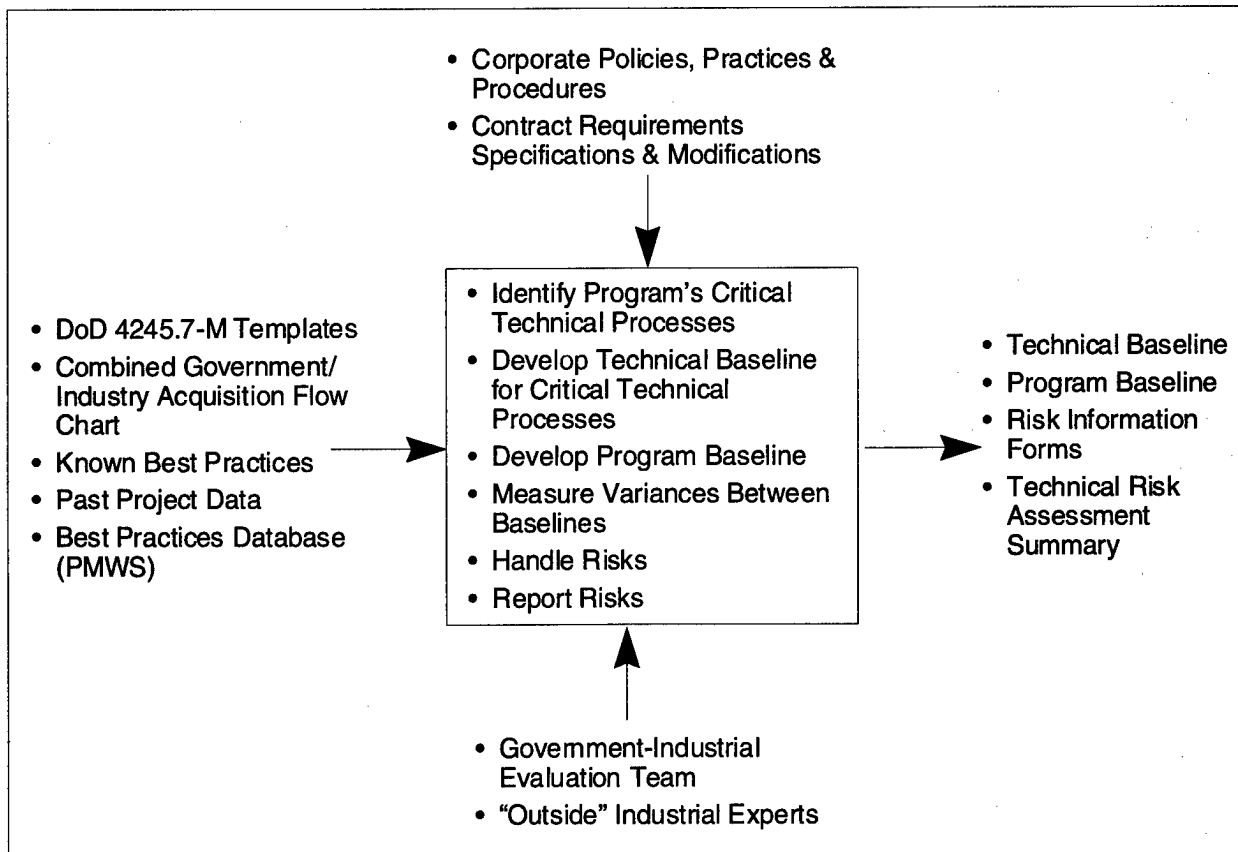 • Corporate Policies, Practices &
Procedures
• Contract Requirements
Specifications & Modifications
• DoD 4245.7-M Templates
• Combined Government/
Industry Acquisition Flow
Chart
• Known Best Practices
• Past Project Data
• Best Practices Database
(PMWS)
• Identify Program's Critical
Technical Processes
• Develop Technical Baseline
for Critical Technical
Processes
• Develop Program Baseline
• Measure Variances Between
Baselines
• Handle Risks
• Report Risks
• Technical Baseline
• Program Baseline
• Risk Information
Forms
• Technical Risk
Assessment
Summary
• Government-Industrial
Evaluation Team
• “Outside” Industrial Experts